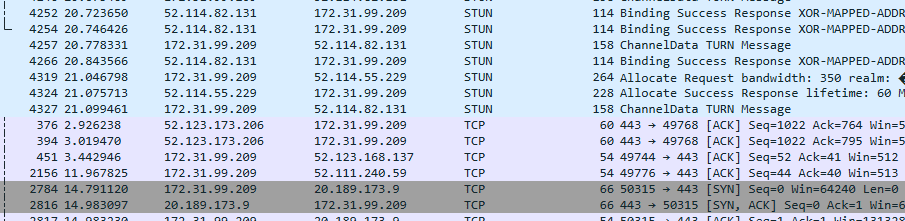 4252 20.723650 52.114.82.131 172.31.99.209 STUN 114 Binding Success Response XOR-MAPPED-ADDR
4254 20.746426 52.114.82.131 172.31.99.209 STUN 114 Binding Success Response XOR-MAPPED-ADDR
4257 20.778331 172.31.99.209 52.114.82.131 STUN 158 ChannelData TURN Message
4266 20.843566 52.114.82.131 172.31.99.209 STUN 114 Binding Success Response XOR-MAPPED-ADDR
4319 21.046798 172.31.99.209 52.114.55.229 STUN 264 Allocate Request bandwidth: 350 realm: �
4324 21.075713 52.114.55.229 172.31.99.209 STUN 228 Allocate Success Response lifetime: 60 M
4327 21.099461 172.31.99.209 52.114.82.131 STUN 158 ChannelData TURN Message
376 2.926238 52.123.173.206 172.31.99.209 TCP 60 443 → 49768 [ACK] Seq=1022 Ack=764 Win=5
394 3.019470 52.123.173.206 172.31.99.209 TCP 60 443 → 49768 [ACK] Seq=1022 Ack=795 Win=5
451 3.442946 172.31.99.209 52.123.168.137 TCP 54 49744 → 443 [ACK] Seq=52 Ack=41 Win=512
2156 11.967825 172.31.99.209 52.111.240.59 TCP 54 49776 → 443 [ACK] Seq=44 Ack=40 Win=513
2784 14.791120 172.31.99.209 20.189.173.9 TCP 66 50315 → 443 [SYN] Seq=0 Win=64240 Len=0
2816 14.983097 20.189.173.9 172.31.99.209 TCP 66 443 → 50315 [SYN, ACK] Seq=0 Ack=1 W